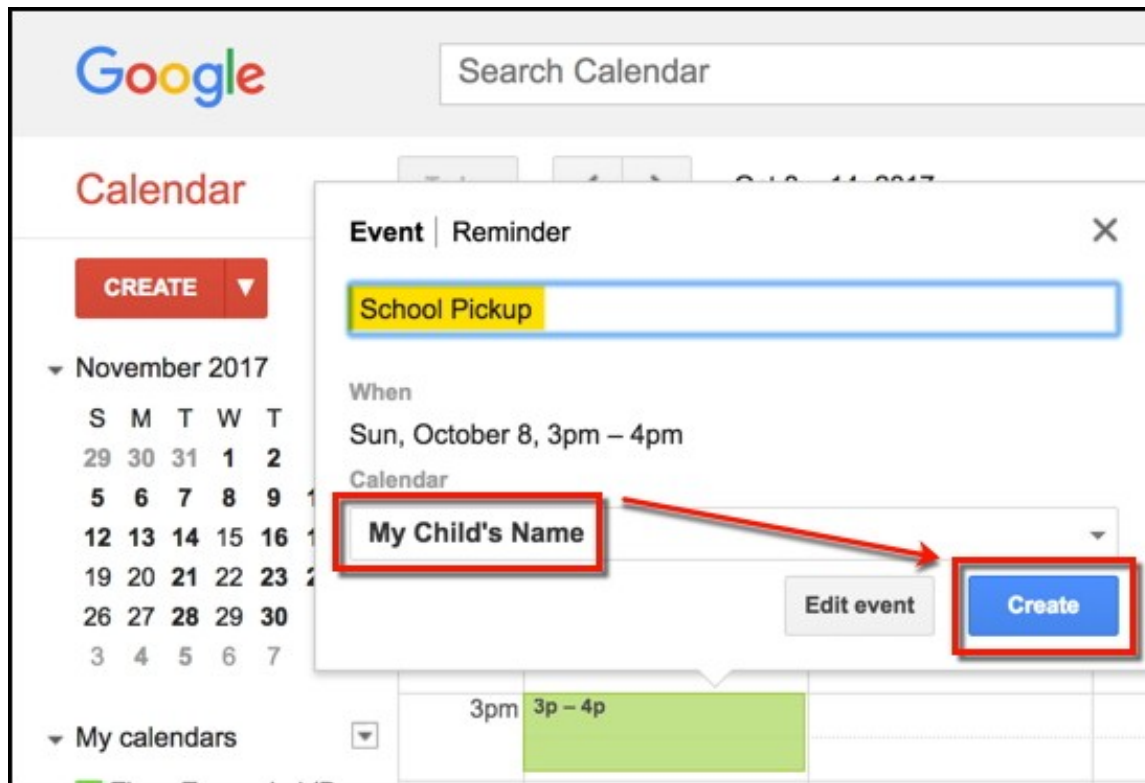 Google
Search Calendar
Calendar
2017
Event | Reminder
CREATE
School Pickup
November 2017
When
S M T W T
Sun, October 8, 3pm – 4pm
29 30 31 1 2
Calendar
5 6 7 8 9
My Child's Name
12 13 14 15 16
19 20 21 22 23
Edit event
Create
26 27 28 29 30
3 4 5 6 7
3pm
3p – 4p
My calendars